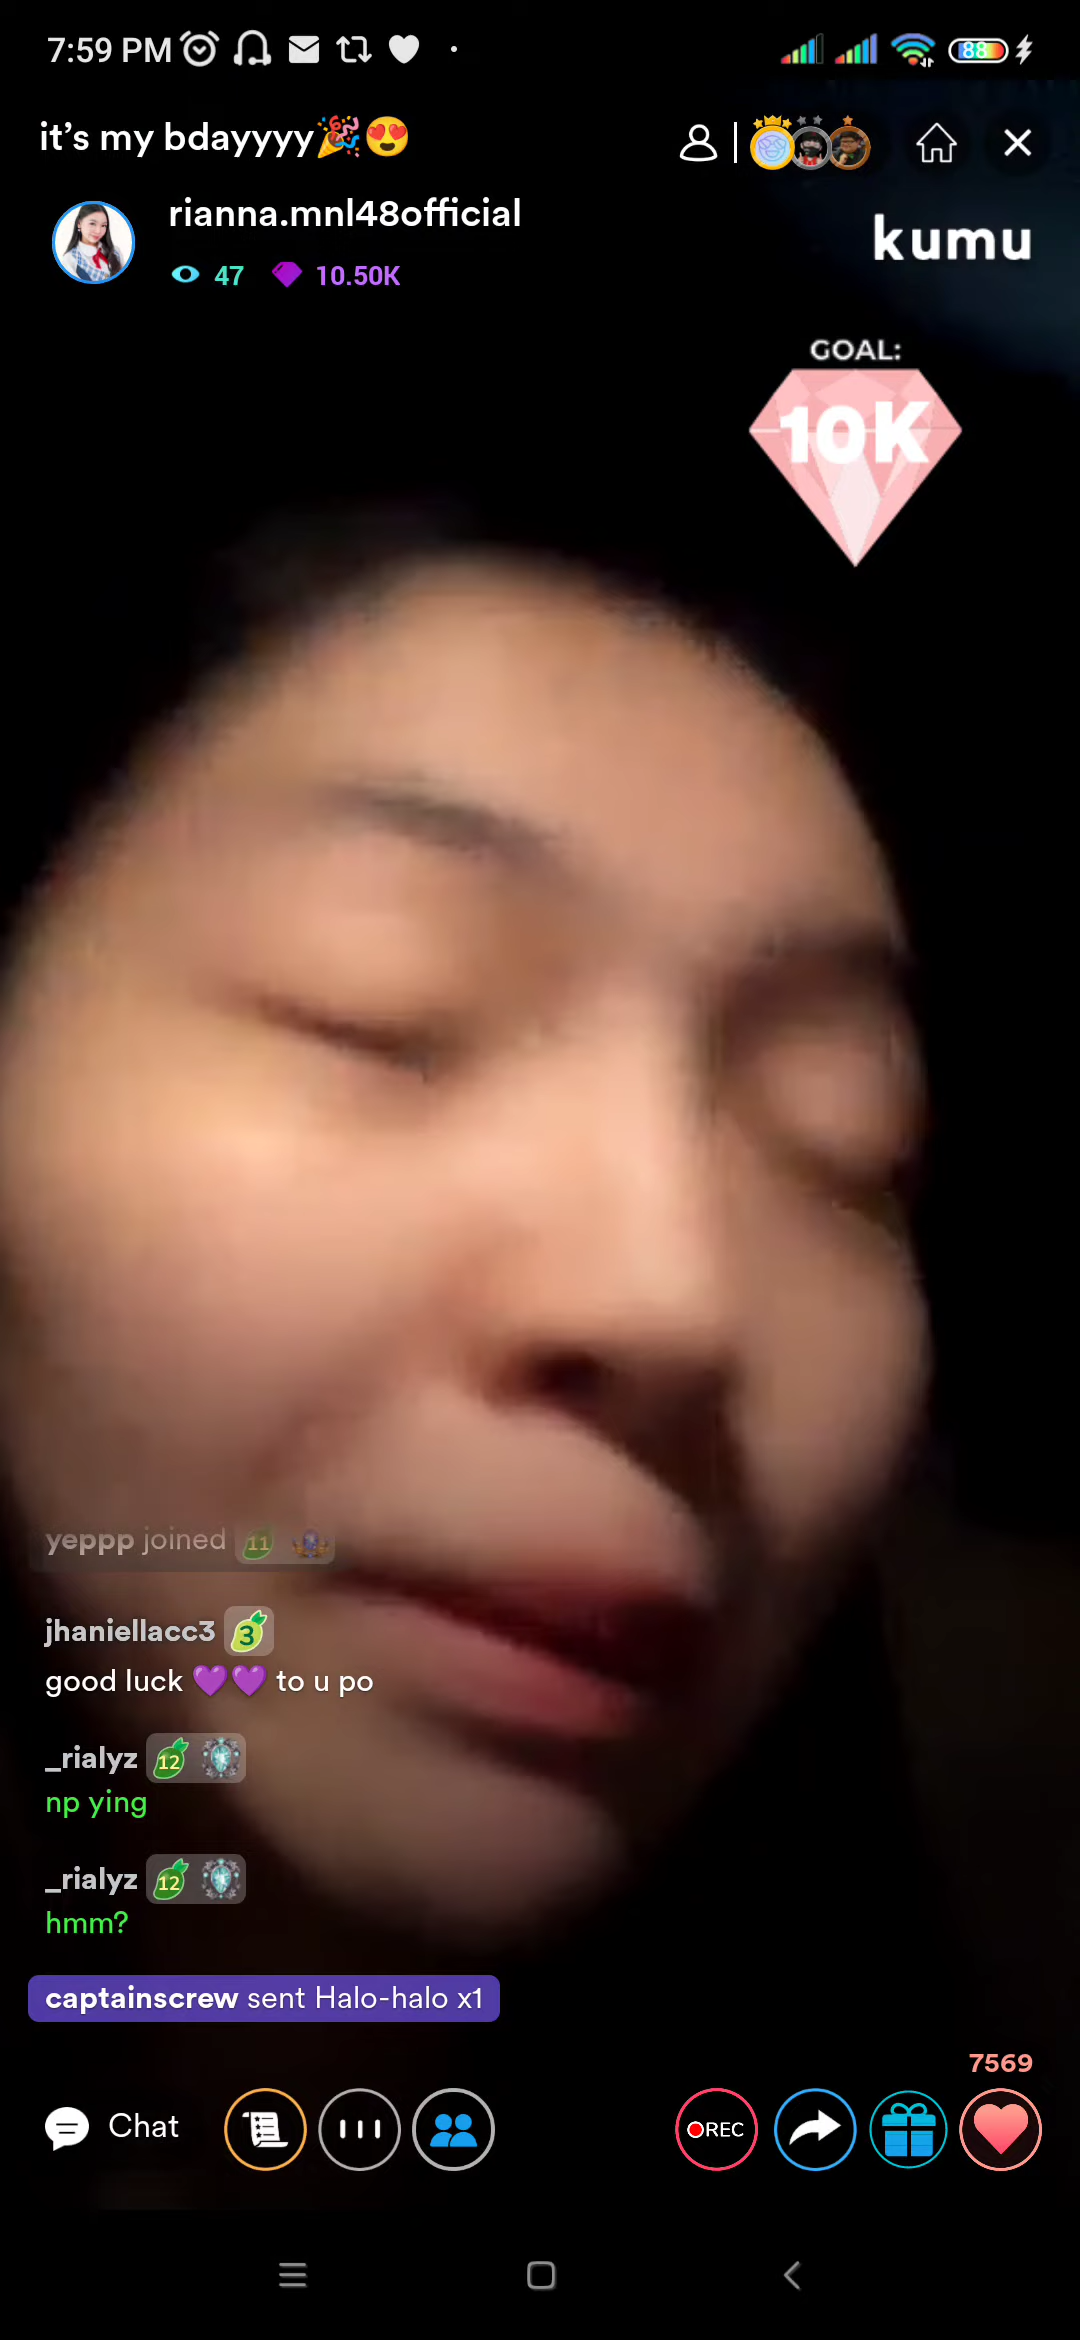 7:59 PM
88
it's my bdayyyy🎉😍
rianna.mnl48official
47 10.50K
kumu
GOAL:
10K
yeppp joined 11
jhaniellacc3 3
good luck 💜💜 to u po
_rialyz 12
np ying
_rialyz 12
hmm?
captainscrew sent Halo-halo x1
7569
Chat
REC